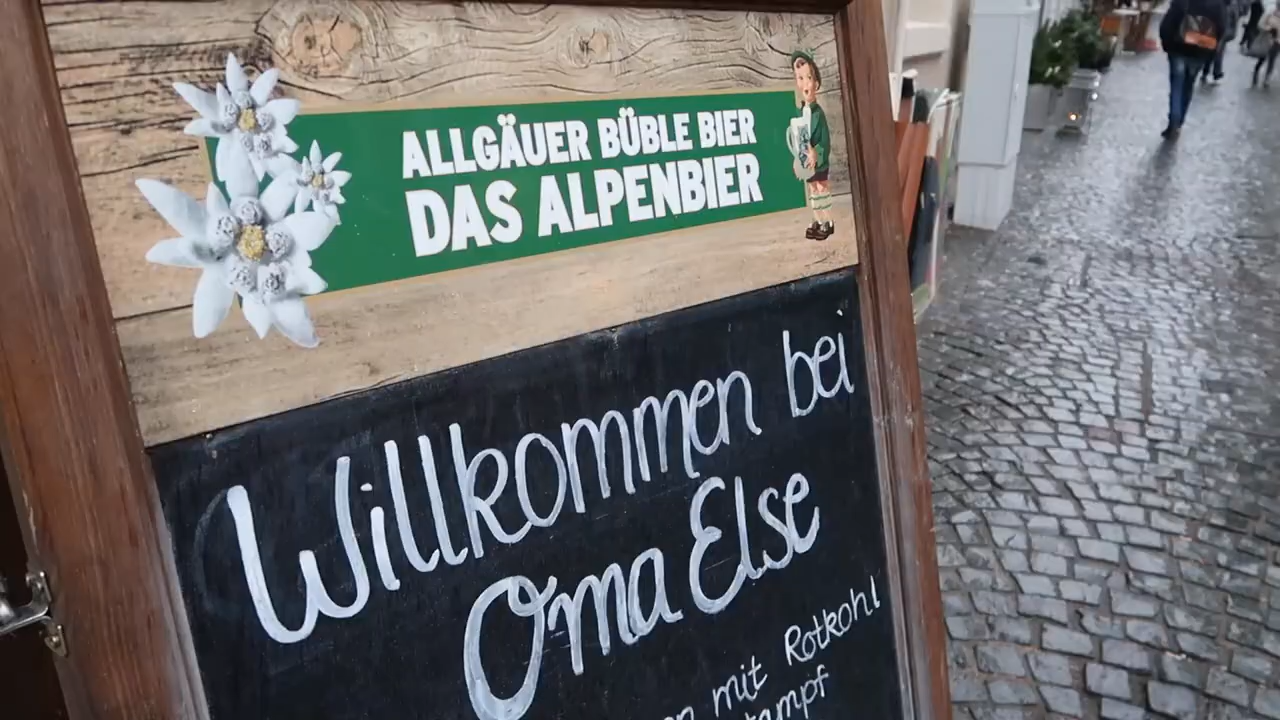 ALLGÄUER BÜBLE BIER
DAS ALPENBIER
Willkommen bei
Oma Else
mit Rotkohl